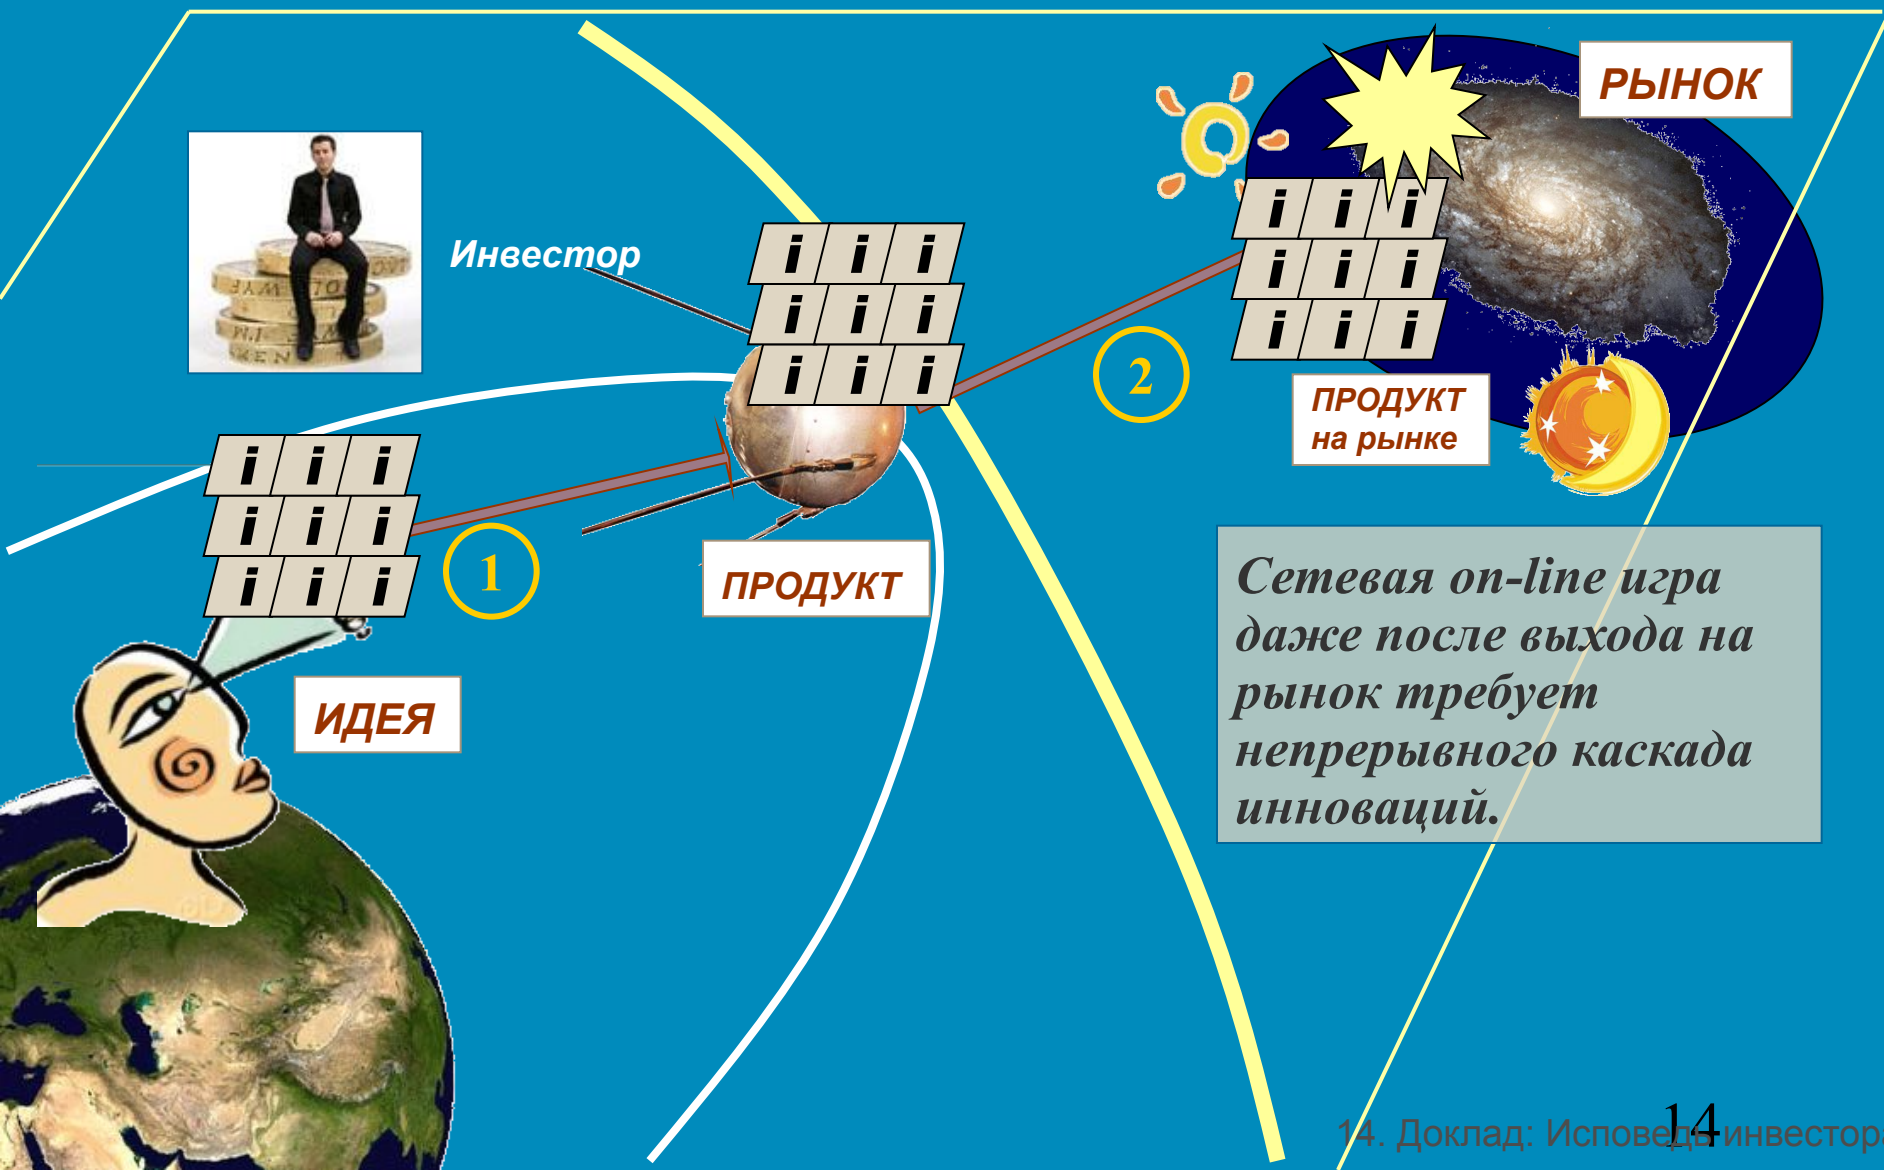 РЫНОК
Инвестор
i i i
i i i
i i i
i i i
i i i
i i i
2
ПРОДУКТ
на рынке
i i i
i i i
i i i
1
ПРОДУКТ
ИДЕЯ
Сетевая on-line игра
даже после выхода на
рынок требует
непрерывного каскада
инноваций.
14
14. Доклад: Исповедь инвестора